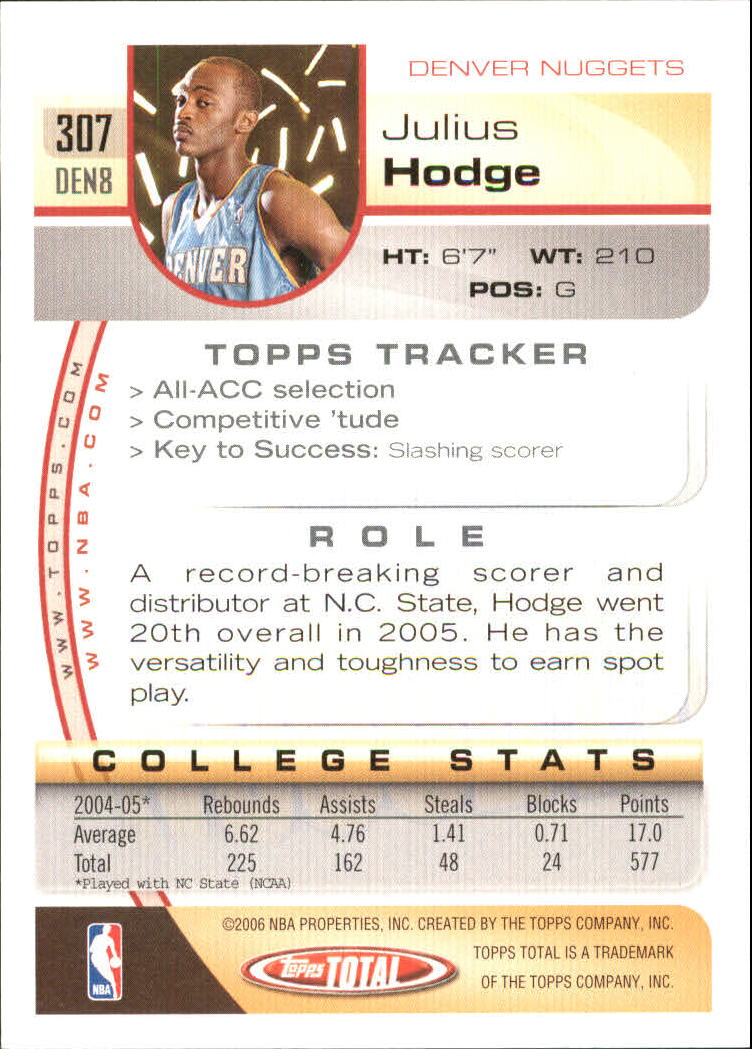 DENVER NUGGETS
307
DEN8
Julius
Hodge
DENVER
HT: 6'7" WT: 210
POS: G
WWW.TOPPS.COM
WWW.NBA.COM
TOPPS TRACKER
> All-ACC selection
> Competitive 'tude
> Key to Success: Slashing scorer
ROLE
A record-breaking scorer and
distributor at N.C. State, Hodge went
20th overall in 2005. He has the
versatility and toughness to earn spot
play.
COLLEGE STATS
2004-05* Rebounds Assists Steals Blocks Points
Average 6.62 4.76 1.41 0.71 17.0
Total 225 162 48 24 577
*Played with NC State (NCAA)
©2006 NBA PROPERTIES, INC. CREATED BY THE TOPPS COMPANY, INC.
TOPPS TOTAL IS A TRADEMARK
OF THE TOPPS COMPANY, INC.
NBA
Topps TOTAL